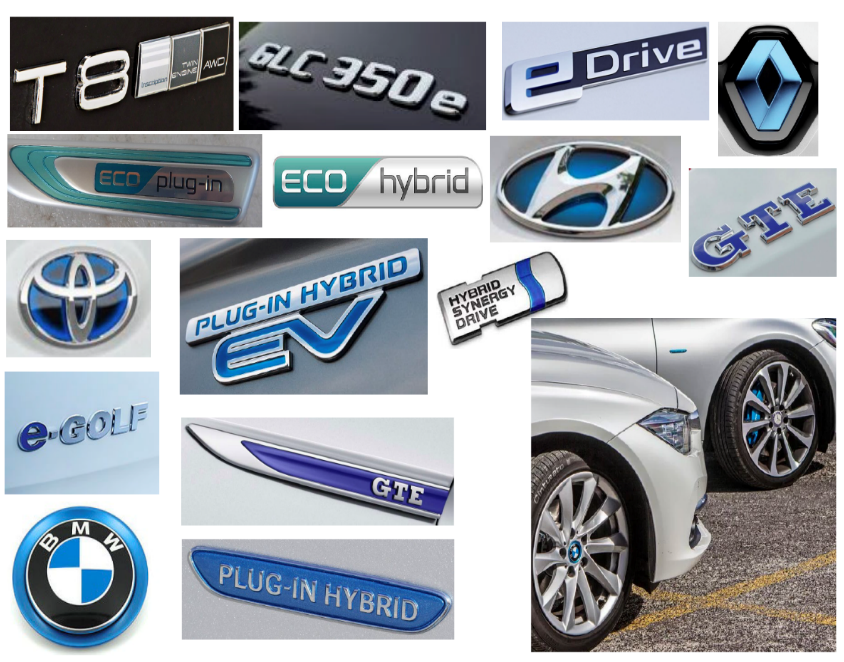 T8
Inscription
TWIN
ENGINE
AWD
GLC 350e
eDrive
ECO plug-in
ECO hybrid
GTE
PLUG-IN HYBRID
EV
HYBRID
SYNERGY
DRIVE
e-GOLF
GTE
BMW
PLUG-IN HYBRID